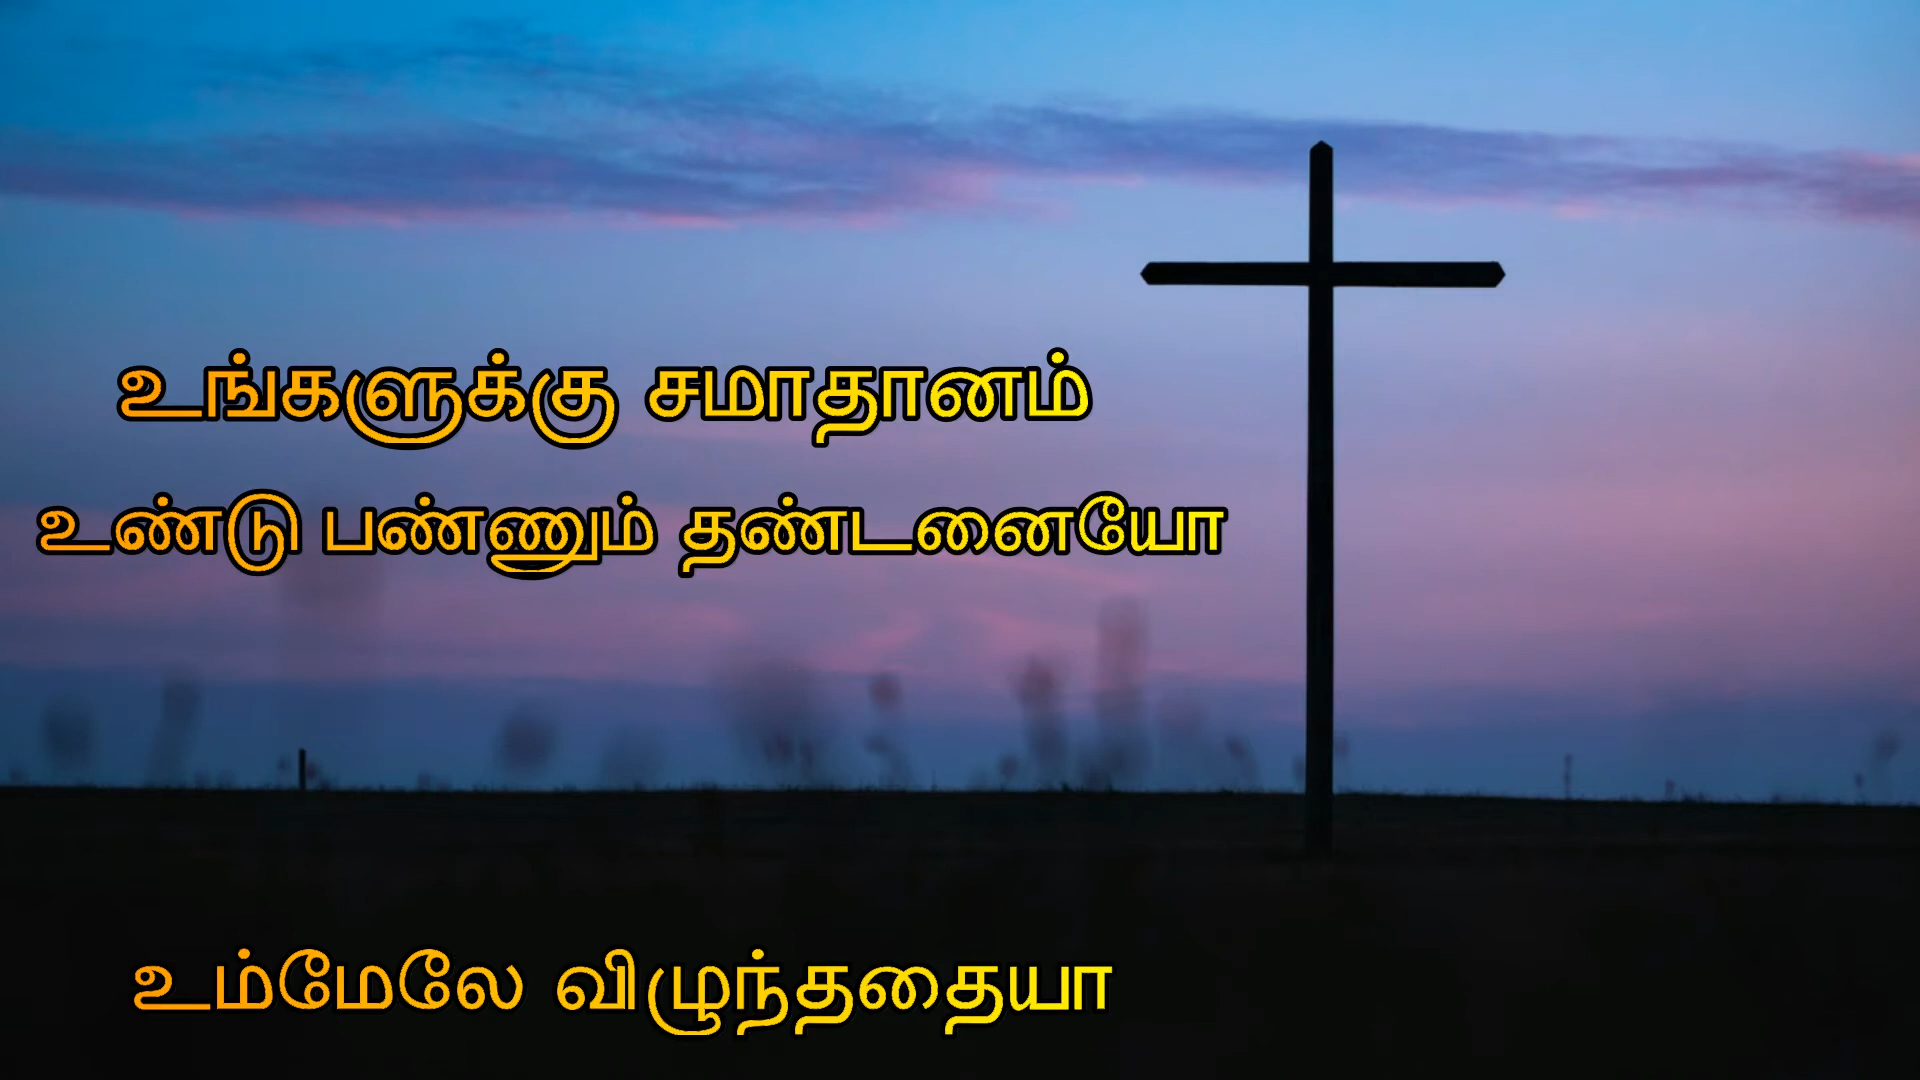 உங்களுக்கு சமாதானம்
உண்டு பண்ணும் தண்டனையோ
உம்மேலே விழுந்ததையா